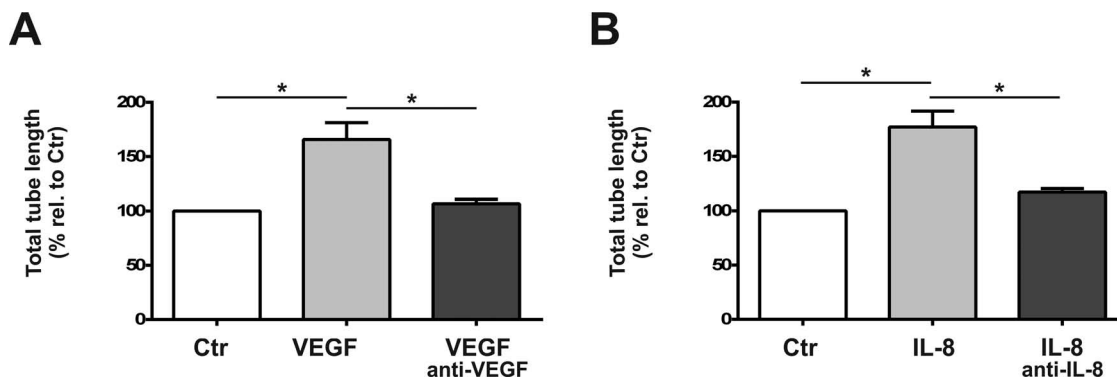 A
Total tube length
(% rel. to Ctr)
200
150
100
50
0
*
*
Ctr
VEGF
VEGF
anti-VEGF
B
Total tube length
(% rel. to Ctr)
200
150
100
50
0
*
*
Ctr
IL-8
IL-8
anti-IL-8